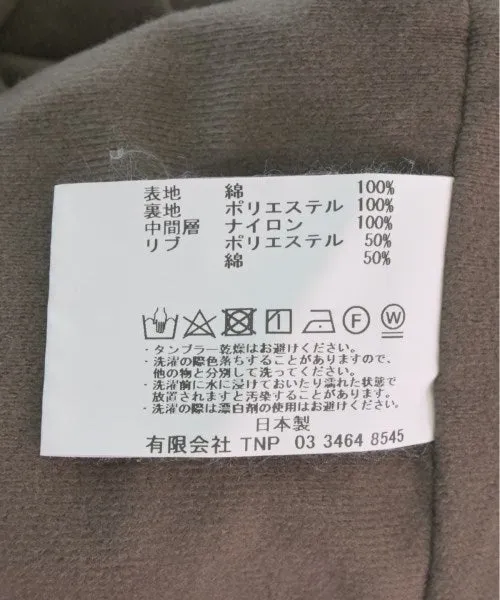 表地 綿 100%
裏地 ポリエステル 100%
中間層 ナイロン 100%
リブ ポリエステル 50%
綿 50%
F W
・タンブラー乾燥はお避けください。
・洗濯の際色落ちすることがありますので、
他の物と分別して洗ってください。
・洗濯前に水に浸けておいたり濡れた状態で
放置されますと汚染することがあります。
・洗濯の際は漂白剤の使用はお避けください。
日本製
有限会社 TNP 03 3464 8545